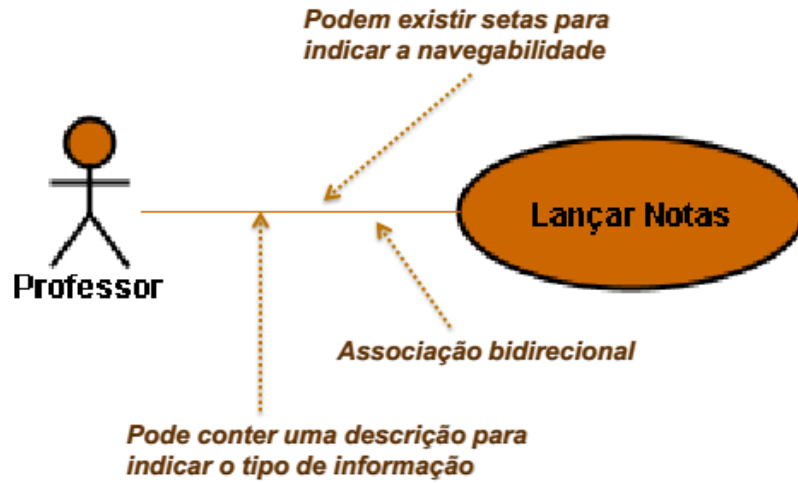 Podem existir setas para
indicar a navegabilidade
Lançar Notas
Professor
Associação bidirecional
Pode conter uma descrição para
indicar o tipo de informação